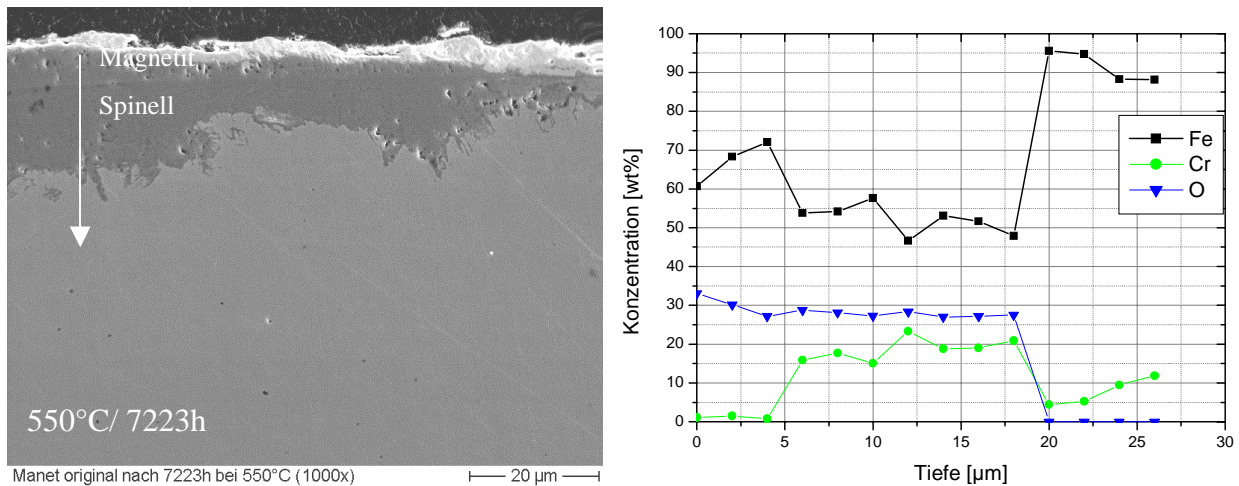 Magnetit
Spinell
550°C/ 7223h
Manet original nach 7223h bei 550°C (1000x)
20 µm
100
90
80
70
60
50
40
30
20
10
0
Konzentration [wt%]
0
5
10
15
20
25
30
Tiefe [µm]
Fe
Cr
O